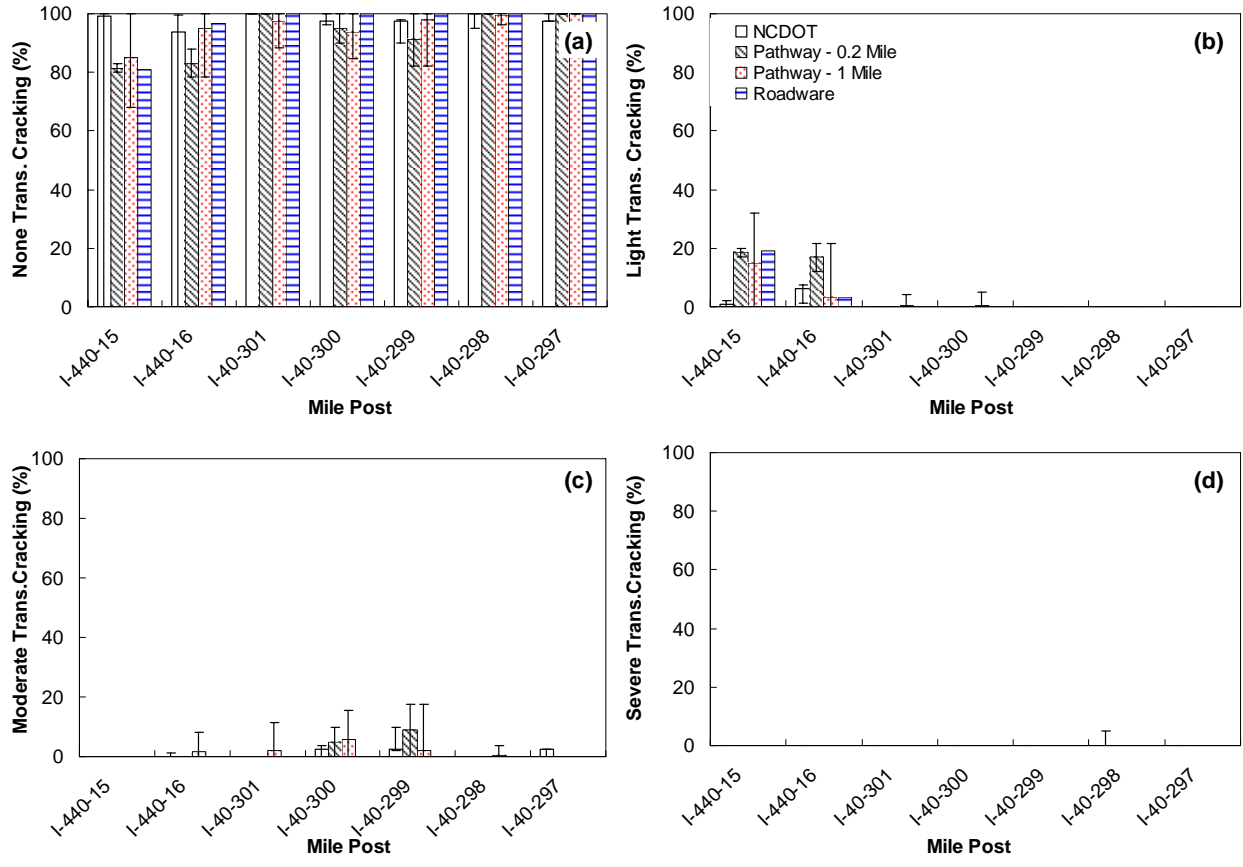 None Trans. Cracking (%)
100
80
60
40
20
0
(a)
I-440-15
I-440-16
I-40-301
I-40-300
I-40-299
I-40-298
I-40-297
Mile Post
Light Trans. Cracking (%)
100
80
60
40
20
0
NCDOT
Pathway - 0.2 Mile
Pathway - 1 Mile
Roadware
(b)
I-440-15
I-440-16
I-40-301
I-40-300
I-40-299
I-40-298
I-40-297
Mile Post
Moderate Trans.Cracking (%)
100
80
60
40
20
0
(c)
I-440-15
I-440-16
I-40-301
I-40-300
I-40-299
I-40-298
I-40-297
Mile Post
Severe Trans.Cracking (%)
100
80
60
40
20
0
(d)
I-440-15
I-440-16
I-40-301
I-40-300
I-40-299
I-40-298
I-40-297
Mile Post